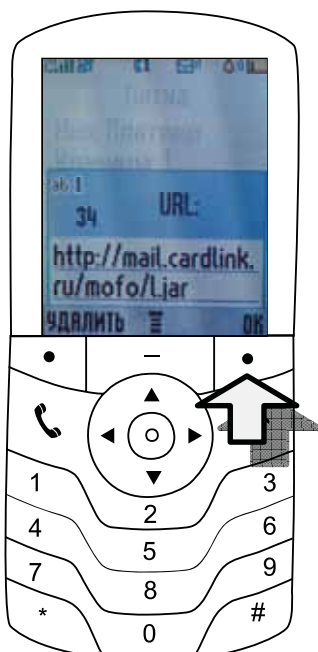 34 URL:
http://mail.cardlink.
ru/mofo/l.jar
УДАЛИТЬ OK
1 2 3
4 5 6
7 8 9
* 0 #